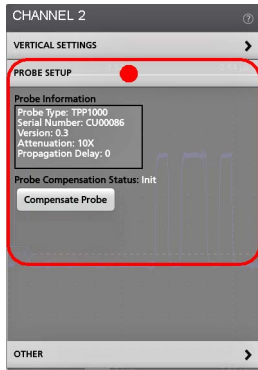 CHANNEL 2
VERTICAL SETTINGS
PROBE SETUP
Probe Information
Probe Type: TPP1000
Serial Number: CU00086
Version: 0.3
Attenuation: 10X
Propagation Delay: 0
Probe Compensation Status: Init
Compensate Probe
OTHER